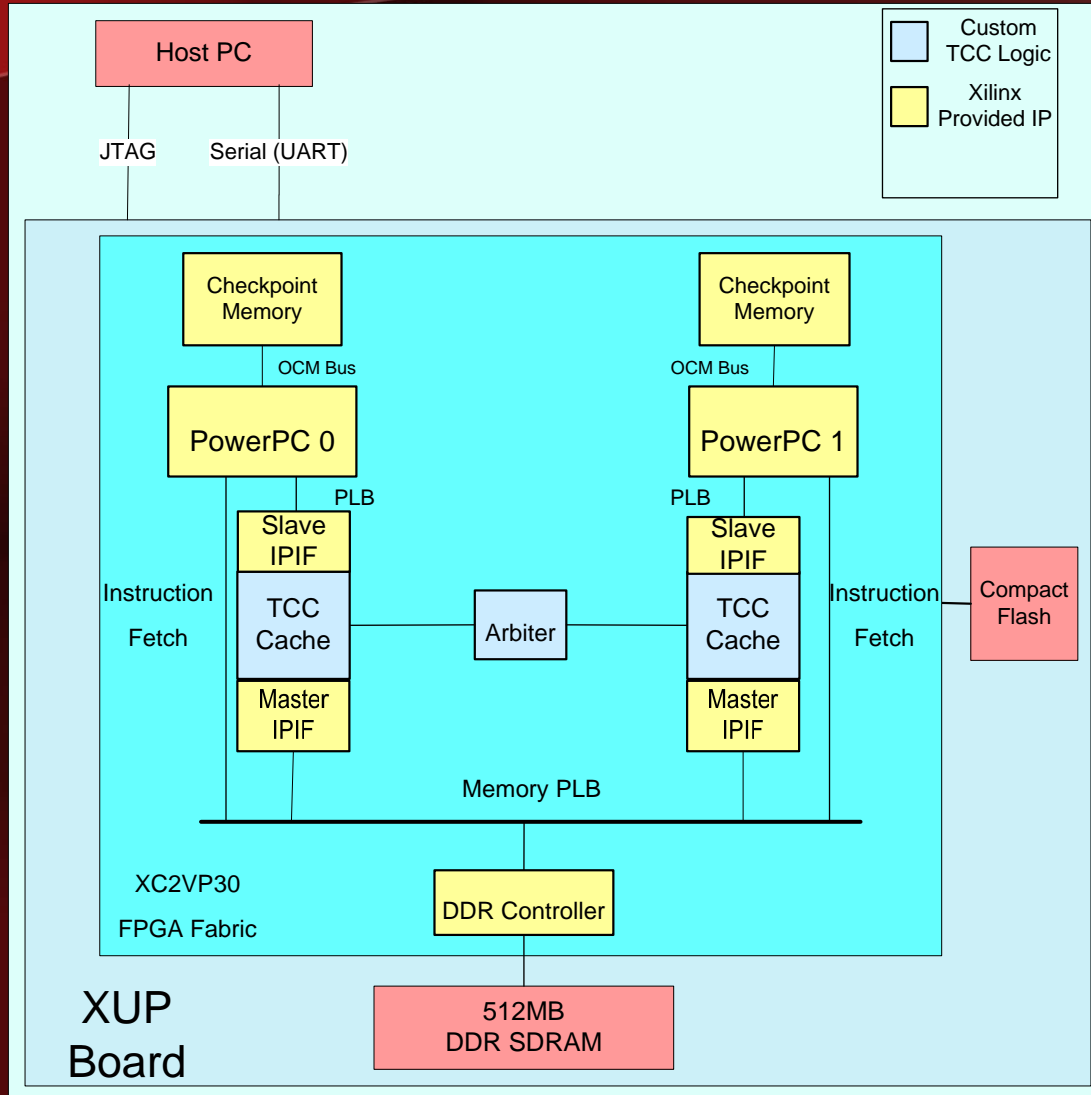 Host PC
Custom
TCC Logic
Xilinx
Provided IP
JTAG
Serial (UART)
Checkpoint
Memory
Checkpoint
Memory
OCM Bus
OCM Bus
PowerPC 0
PowerPC 1
PLB
PLB
Slave
IPIF
Slave
IPIF
Instruction
Fetch
TCC
Cache
Arbiter
TCC
Cache
Instruction
Fetch
Compact
Flash
Master
IPIF
Master
IPIF
Memory PLB
XC2VP30
FPGA Fabric
DDR Controller
XUP
Board
512MB
DDR SDRAM